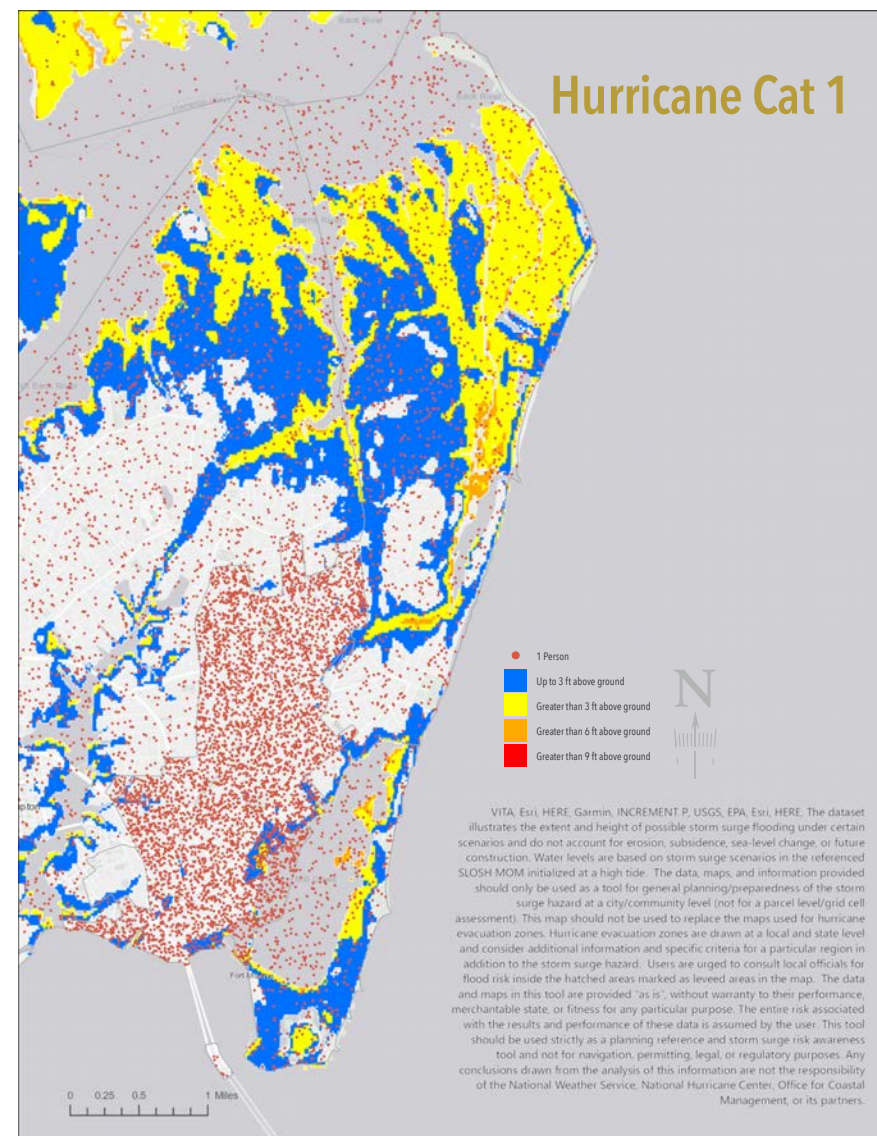 Back River
Hurricane Cat 1
1 Person
Up to 3 ft above ground
Greater than 3 ft above ground
Greater than 6 ft above ground
Greater than 9 ft above ground
N
VITA, Esri, HERE, Garmin, INCREMENT P, USGS, EPA, Esri, HERE, The dataset
illustrates the extent and height of possible storm surge flooding under certain
scenarios and do not account for erosion, subsidence, sea-level change, or future
construction. Water levels are based on storm surge scenarios in the referenced
SLOSH MOM initialized at a high tide. The data, maps, and information provided
should only be used as a tool for general planning/preparedness of the storm
surge hazard at a city/community level (not for a parcel level/grid cell
assessment). This map should not be used to replace the maps used for hurricane
evacuation zones. Hurricane evacuation zones are drawn at a local and state level
and consider additional information and specific criteria for a particular region in
addition to the storm surge hazard. Users are urged to consult local officials for
flood risk inside the hatched areas marked as leveed areas in the map. The data
and maps in this tool are provided "as is", without warranty to their performance,
merchantable state, or fitness for any particular purpose. The entire risk associated
with the results and performance of these data is assumed by the user. This tool
should be used strictly as a planning reference and storm surge risk awareness
tool and not for navigation, permitting, legal, or regulatory purposes. Any
conclusions drawn from the analysis of this information are not the responsibility
of the National Weather Service, National Hurricane Center, Office for Coastal
Management, or its partners.
pton
Fort
0 0.25 0.5 1 Miles